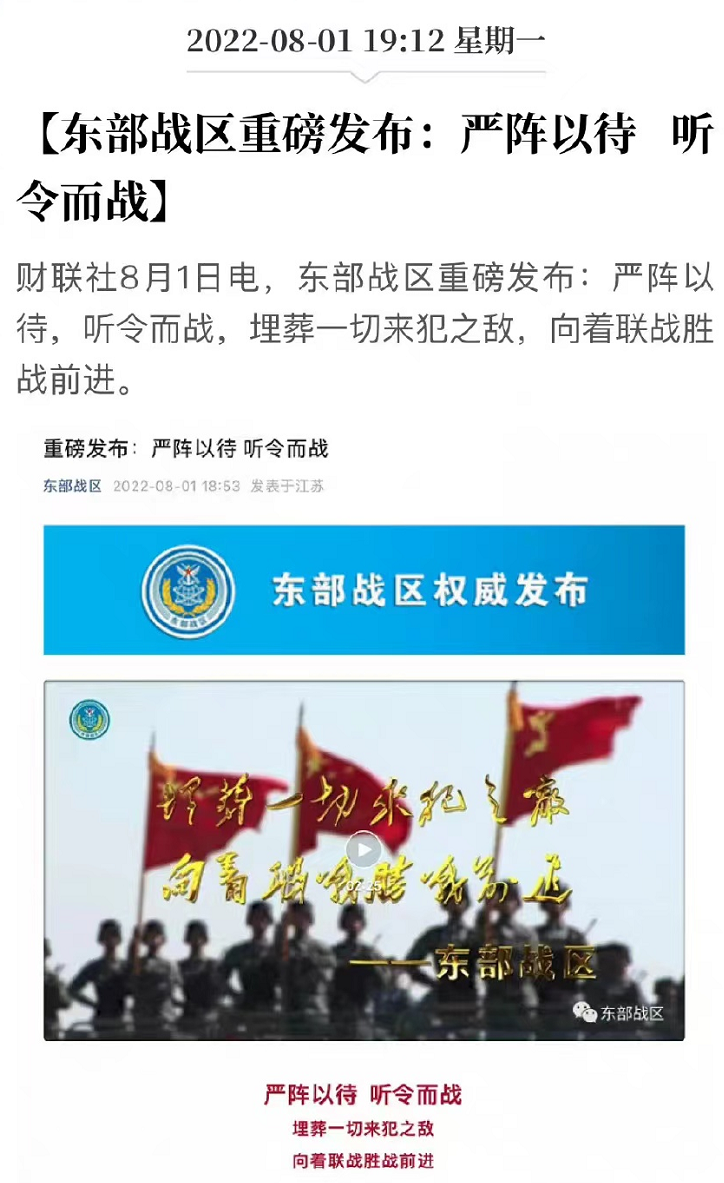 2022-08-01 19:12 星期一
【东部战区重磅发布：严阵以待 听
令而战】
财联社8月1日电，东部战区重磅发布：严阵以
待，听令而战，埋葬一切来犯之敌，向着联战胜
战前进。
重磅发布：严阵以待 听令而战
东部战区 2022-08-01 18:53 发表于江苏
东部战区
东部战区权威发布
埋葬一切来犯之敌
向着联战胜战前进
02:25
——东部战区
东部战区
严阵以待 听令而战
埋葬一切来犯之敌
向着联战胜战前进